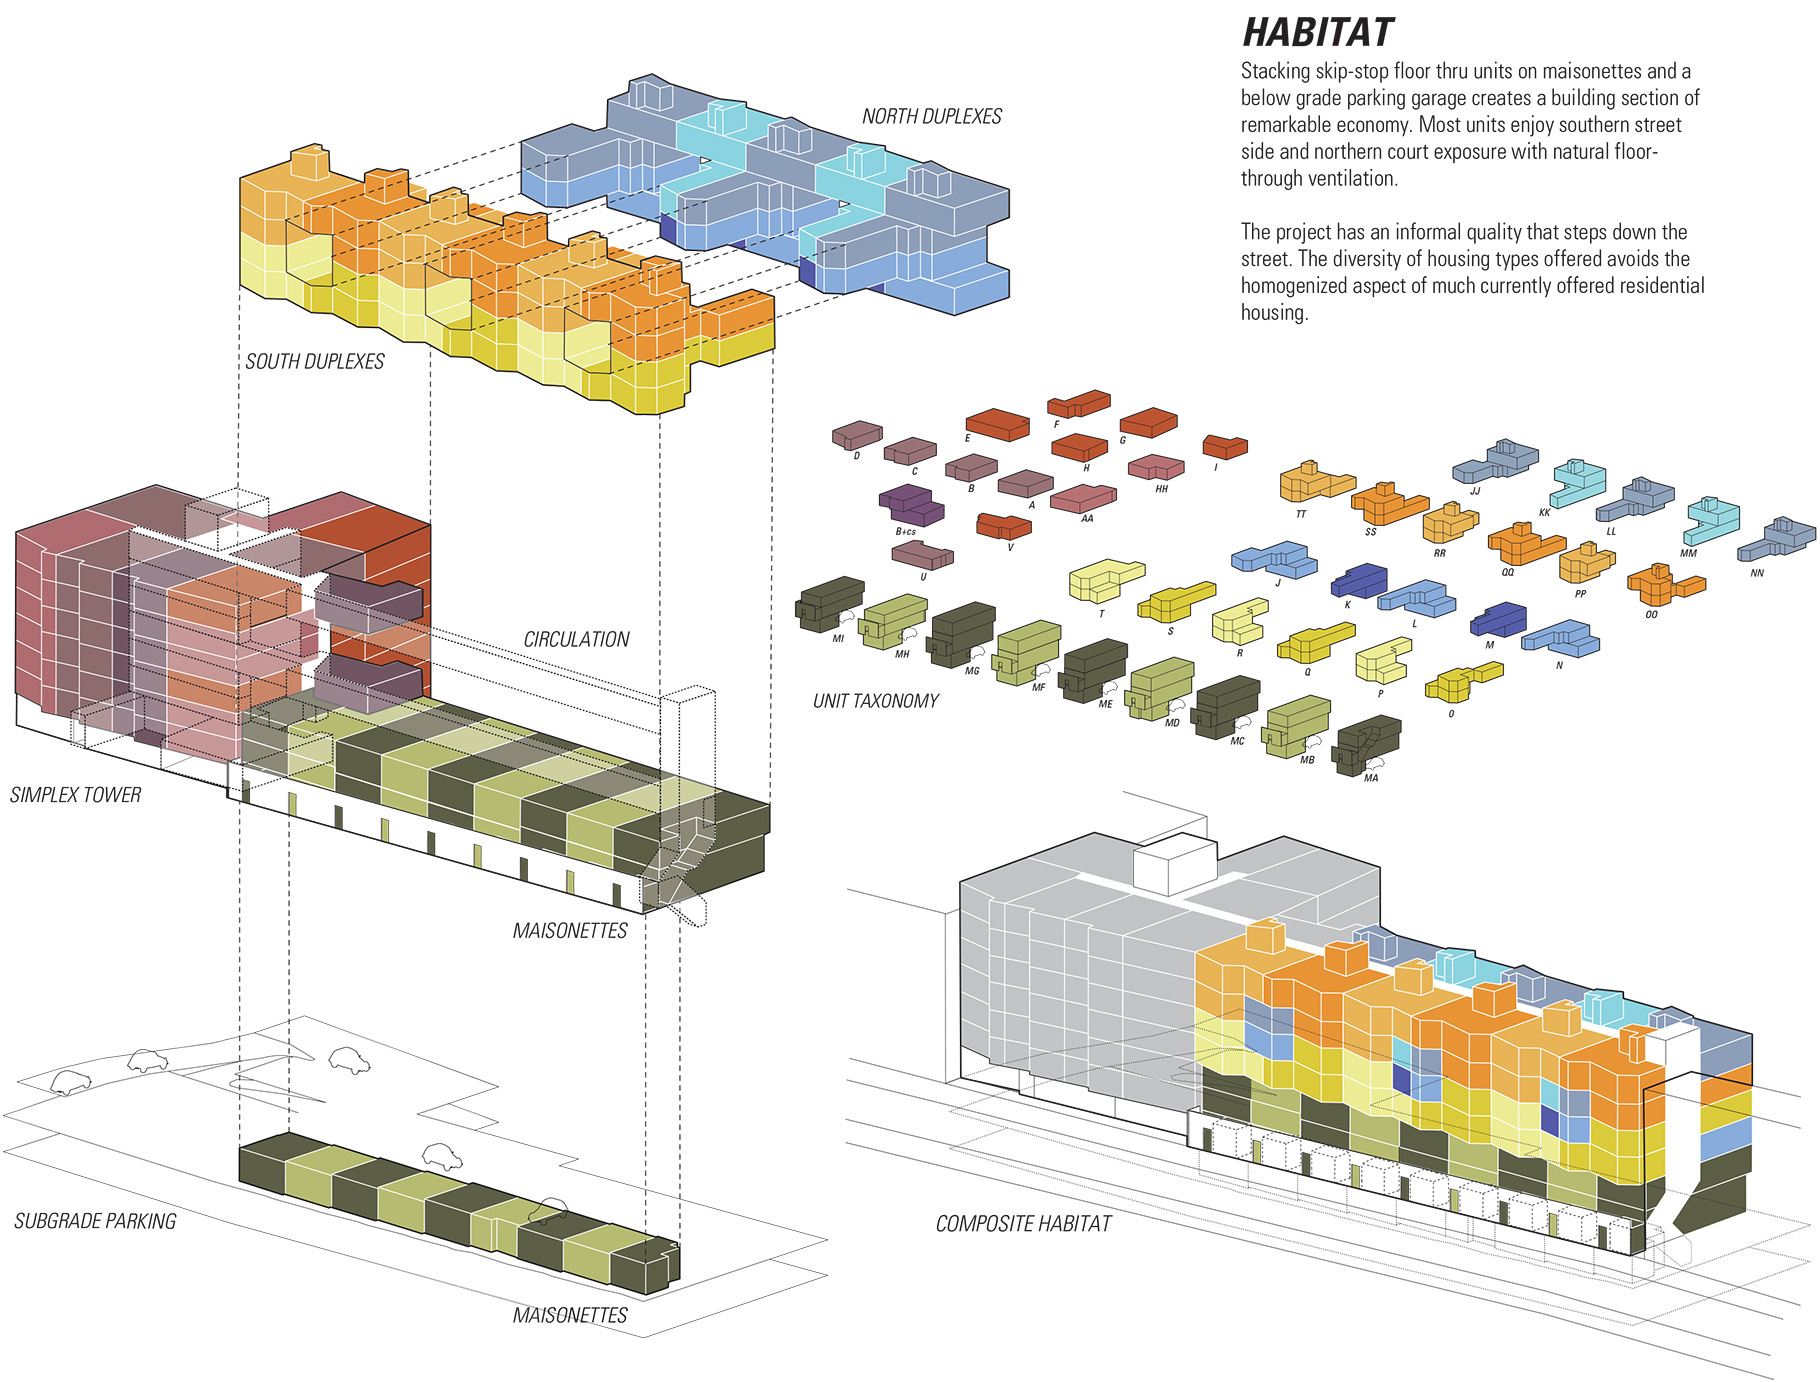 HABITAT
Stacking skip-stop floor thru units on maisonettes and a
below grade parking garage creates a building section of
remarkable economy. Most units enjoy southern street
side and northern court exposure with natural floor-
through ventilation.
The project has an informal quality that steps down the
street. The diversity of housing types offered avoids the
homogenized aspect of much currently offered residential
housing.
NORTH DUPLEXES
SOUTH DUPLEXES
CIRCULATION
SIMPLEX TOWER
MAISONETTES
SUBGRADE PARKING
MAISONETTES
D
C
B
A
E
F
G
H
I
HH
AA
B+cs
V
U
TT
SS
RR
QQ
PP
OO
JJ
KK
LL
MM
NN
T
S
R
Q
P
O
J
K
L
M
N
MI
MH
MG
MF
ME
MD
MC
MB
MA
UNIT TAXONOMY
COMPOSITE HABITAT